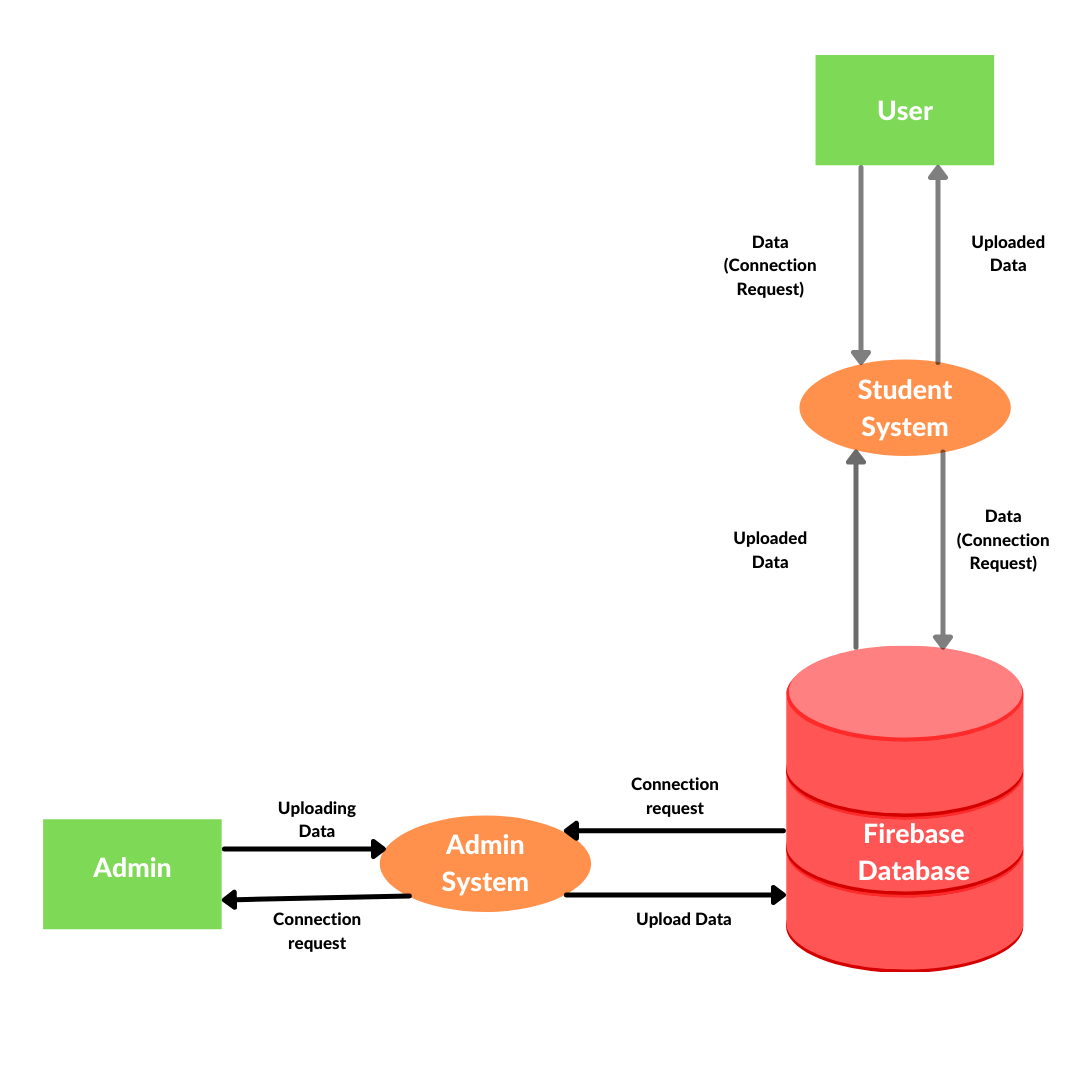 User
Data
(Connection
Request)
Uploaded
Data
Student
System
Uploaded
Data
Data
(Connection
Request)
Connection
request
Uploading
Data
Admin
Admin
System
Firebase
Database
Connection
request
Upload Data